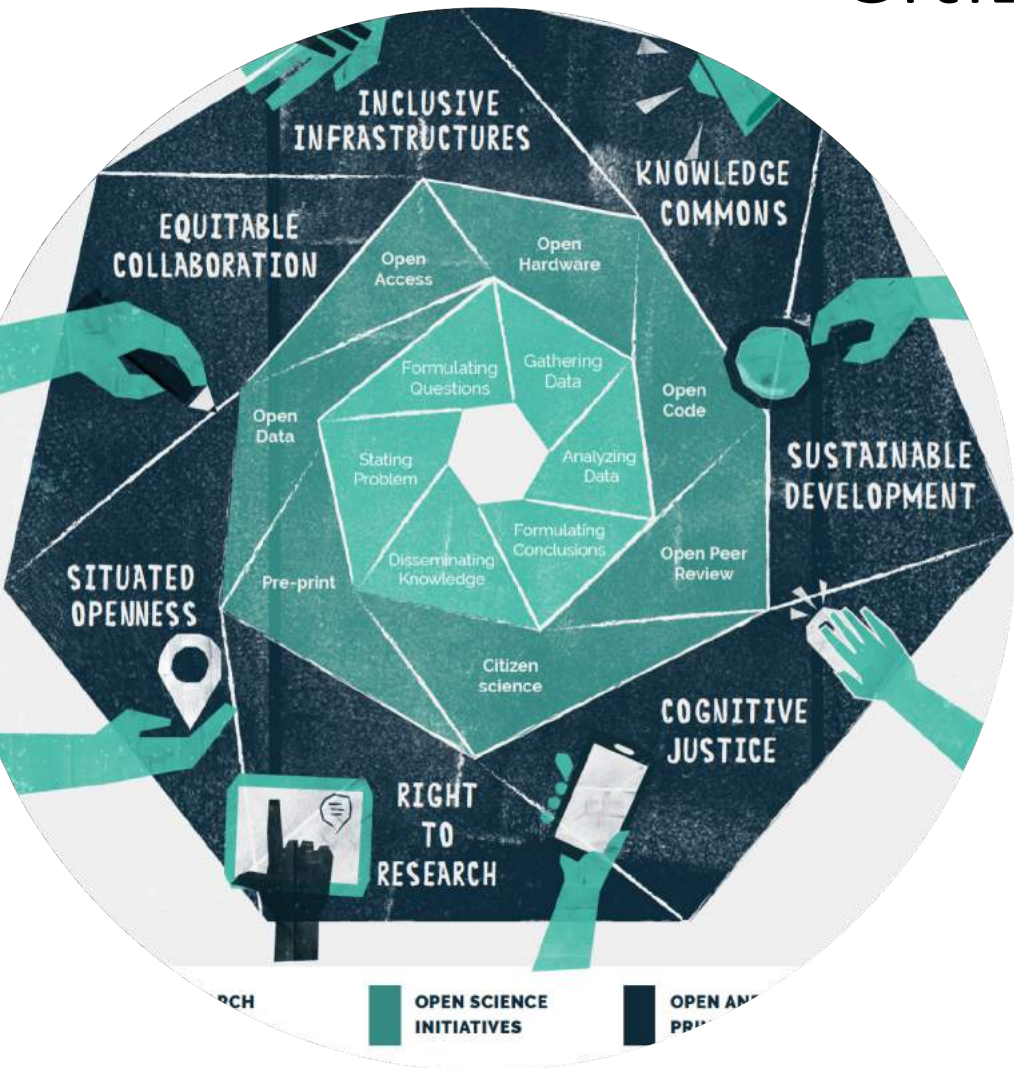 INCLUSIVE
INFRASTRUCTURES
KNOWLEDGE
COMMONS
EQUITABLE
COLLABORATION
Open
Access
Open
Hardware
Formulating
Questions
Gathering
Data
Open
Code
Open
Data
Stating
Problem
Analyzing
Data
SUSTAINABLE
DEVELOPMENT
Formulating
Conclusions
Disseminating
Knowledge
Open Peer
Review
Pre-print
SITUATED
OPENNESS
Citizen
science
COGNITIVE
JUSTICE
RIGHT
TO
RESEARCH
OPEN SCIENCE
INITIATIVES
OPEN